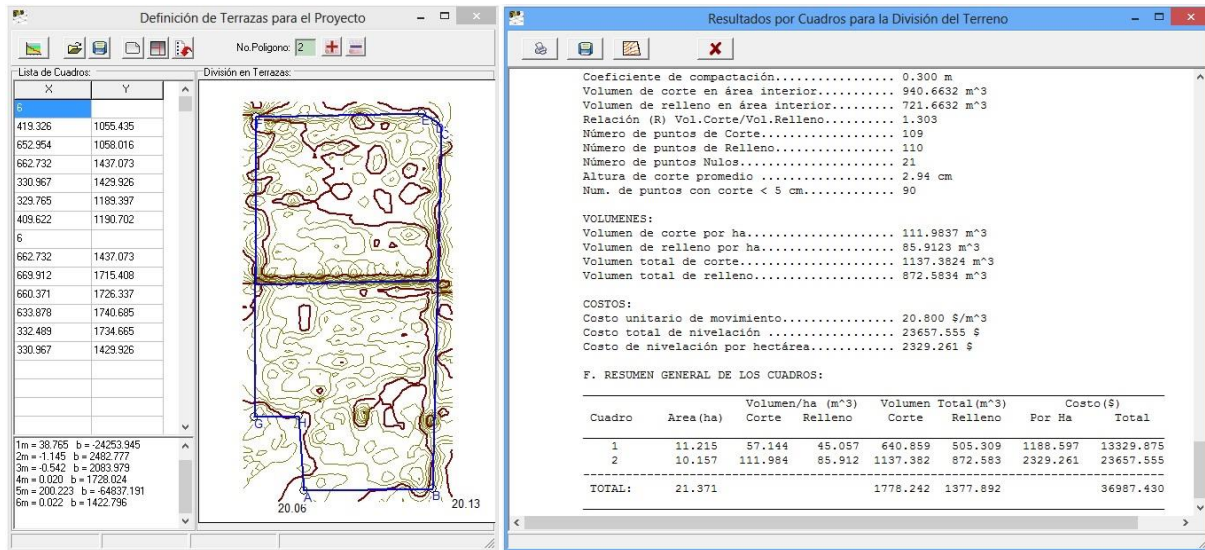 Definición de Terrazas para el Proyecto
No.Poligono: 2
Lista de Cuadros:
X Y
6
419.326 1055.435
652.954 1058.016
662.732 1437.073
330.967 1429.926
329.765 1189.397
409.622 1190.702
6
662.732 1437.073
669.912 1715.408
660.371 1726.337
633.878 1740.685
332.489 1734.665
330.967 1429.926
1m = 38.765 b = -24253.945
2m = -1.145 b = 2482.777
3m = -0.542 b = 2083.979
4m = 0.020 b = 1728.024
5m = 200.223 b = -64837.191
6m = 0.022 b = 1422.796
División en Terrazas:
E
D
C
G H
A B
20.06 20.13
Resultados por Cuadros para la División del Terreno
Coeficiente de compactación................. 0.300 m
Volumen de corte en área interior.......... 940.6632 m^3
Volumen de relleno en área interior........ 721.6632 m^3
Relación (R) Vol.Corte/Vol.Relleno......... 1.303
Número de puntos de Corte.................. 109
Número de puntos de Relleno................ 110
Número de puntos Nulos..................... 21
Altura de corte promedio .................. 2.94 cm
Num. de puntos con corte < 5 cm............ 90
VOLUMENES:
Volumen de corte por ha.................... 111.9837 m^3
Volumen de relleno por ha.................. 85.9123 m^3
Volumen total de corte..................... 1137.3824 m^3
Volumen total de relleno................... 872.5834 m^3
COSTOS:
Costo unitario de movimiento............... 20.800 $/m^3
Costo total de nivelación ................. 23657.555 $
Costo de nivelación por hectárea........... 2329.261 $
F. RESUMEN GENERAL DE LOS CUADROS:
Volumen/ha (m^3) Volumen Total(m^3) Costo($)
Cuadro Area(ha) Corte Relleno Corte Relleno Por Ha Total
1 11.215 57.144 45.057 640.859 505.309 1188.597 13329.875
2 10.157 111.984 85.912 1137.382 872.583 2329.261 23657.555
TOTAL: 21.371 1778.242 1377.892 36987.430